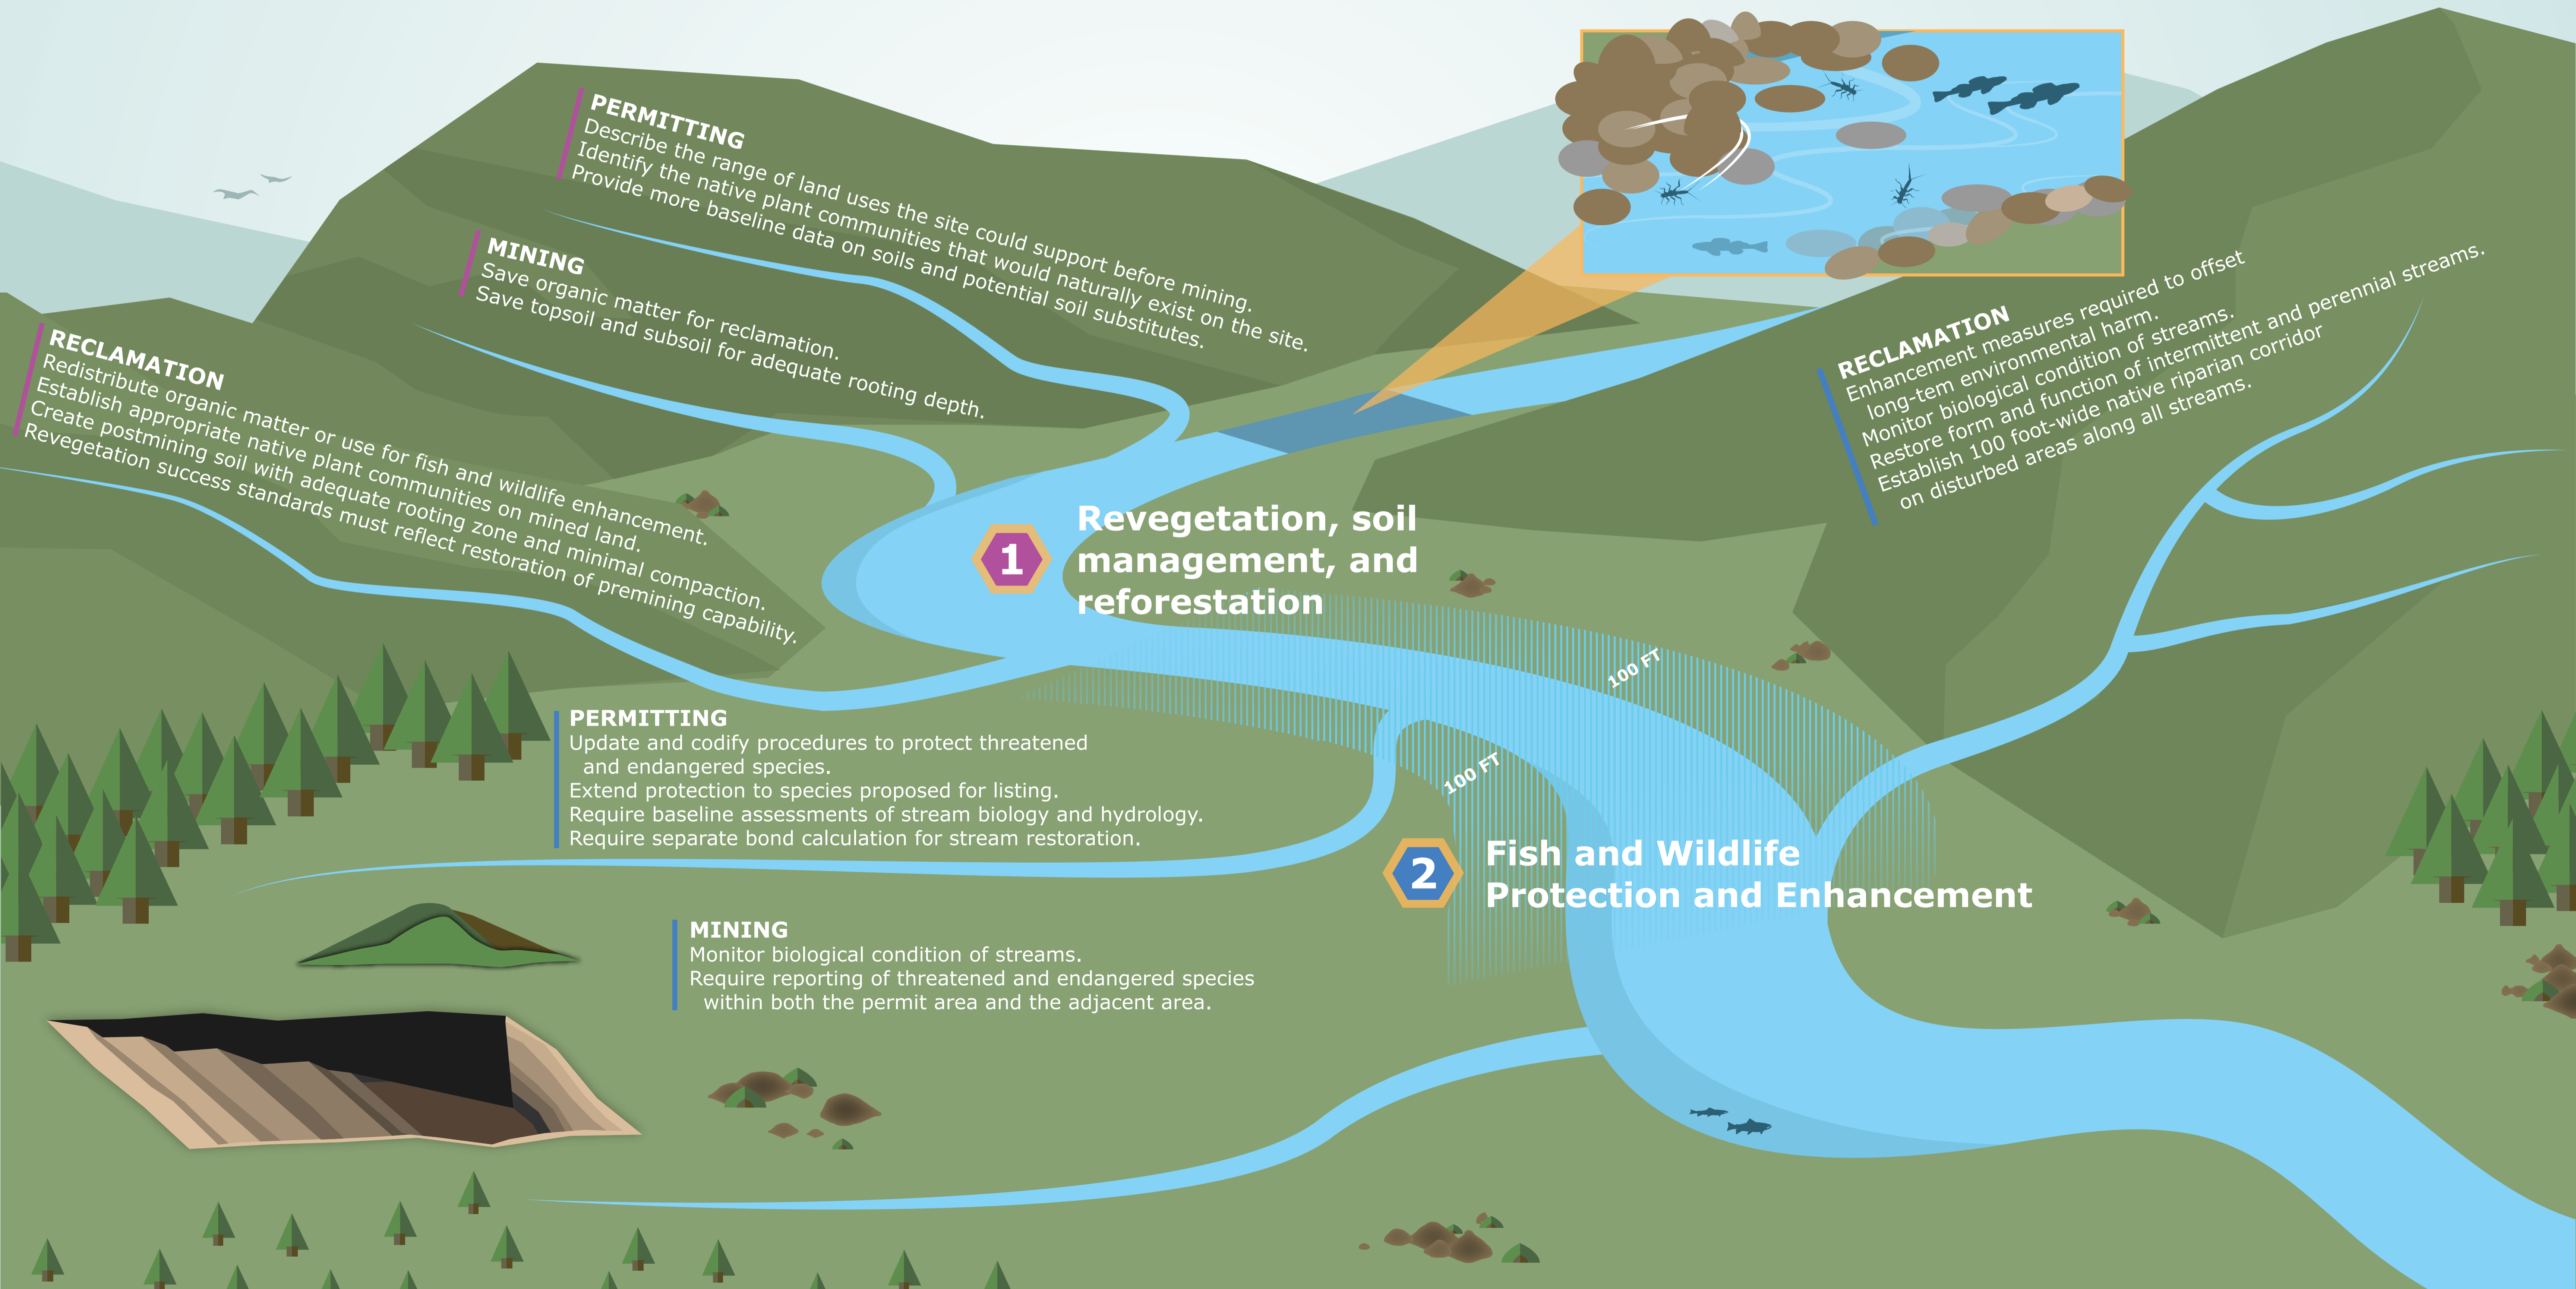 PERMITTING
Describe the range of land uses the site could support before mining.
Identify the native plant communities that would naturally exist on the site.
Provide more baseline data on soils and potential soil substitutes.
MINING
Save organic matter for reclamation.
Save topsoil and subsoil for adequate rooting depth.
RECLAMATION
Redistribute organic matter or use for fish and wildlife enhancement.
Establish appropriate native plant communities on mined land.
Create postmining soil with adequate rooting zone and minimal compaction.
Revegetation success standards must reflect restoration of premining capability.
RECLAMATION
Enhancement measures required to offset
long-tem environmental harm.
Monitor biological condition of streams.
Restore form and function of intermittent and perennial streams.
Establish 100 foot-wide native riparian corridor
on disturbed areas along all streams.
1
Revegetation, soil
management, and
reforestation
100 FT
100 FT
PERMITTING
Update and codify procedures to protect threatened
and endangered species.
Extend protection to species proposed for listing.
Require baseline assessments of stream biology and hydrology.
Require separate bond calculation for stream restoration.
2
Fish and Wildlife
Protection and Enhancement
MINING
Monitor biological condition of streams.
Require reporting of threatened and endangered species
within both the permit area and the adjacent area.